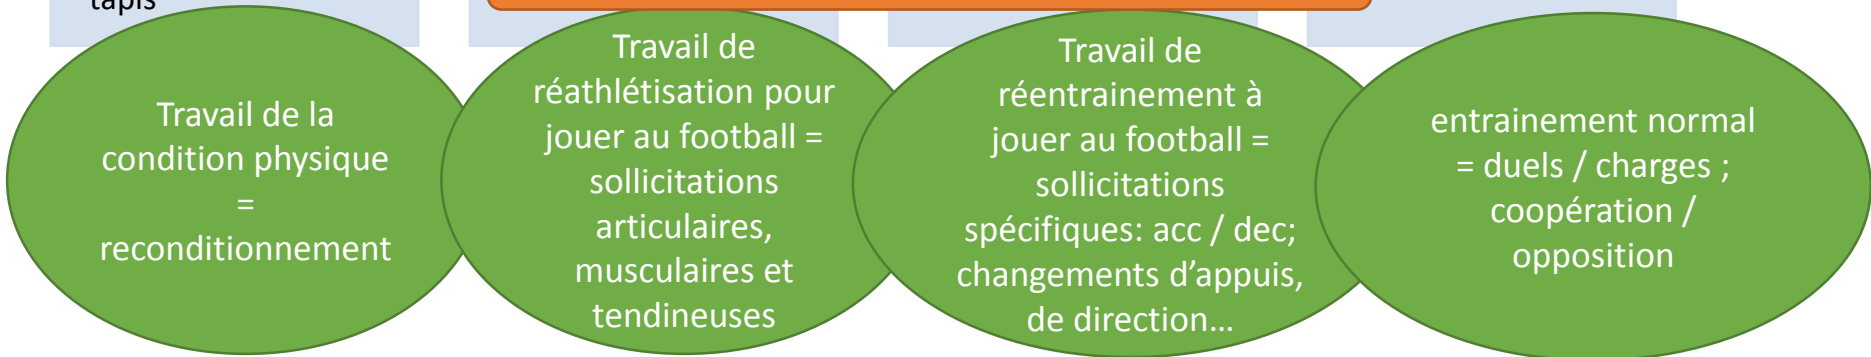 tapis
Travail de la
condition physique
=
reconditionnement
Travail de
réathlétisation pour
jouer au football =
sollicitations
articulaires,
musculaires et
tendineuses
Travail de
réentrainement à
jouer au football =
sollicitations
spécifiques: acc / dec;
changements d’appuis,
de direction…
entrainement normal
= duels / charges ;
coopération /
opposition